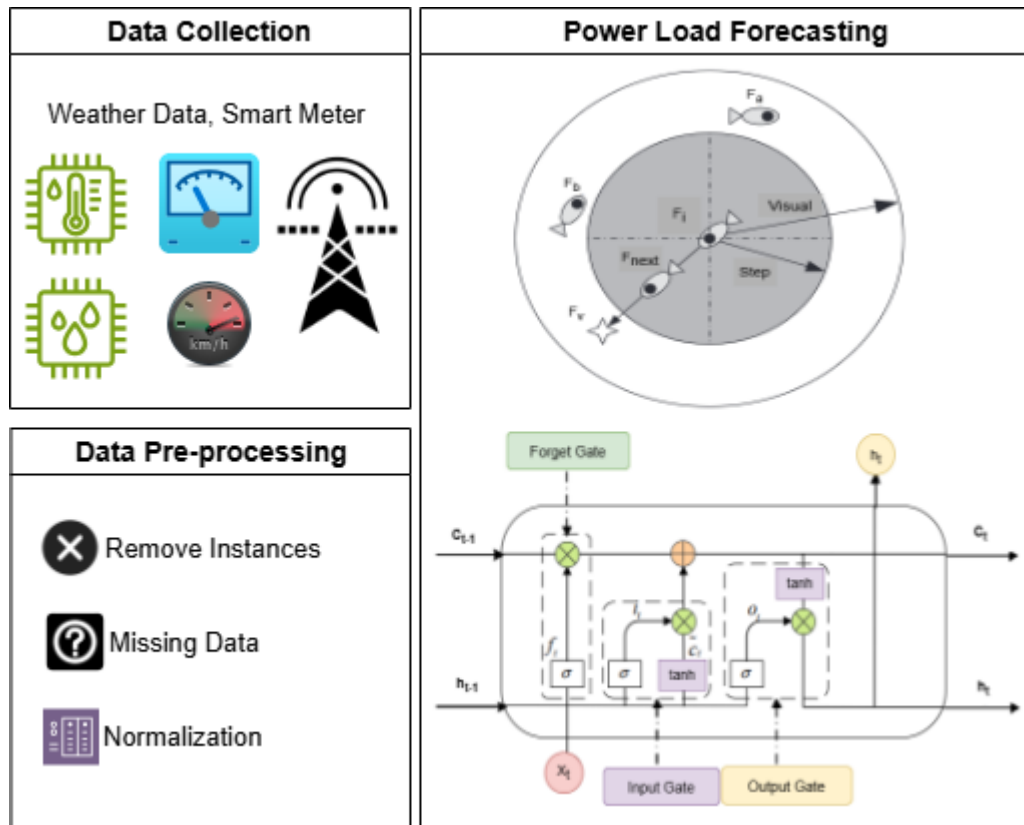 Data Collection
Weather Data, Smart Meter
km/h
Data Pre-processing
Remove Instances
Missing Data
Normalization
Power Load Forecasting
Fa
Fb
Fi
Visual
Fnext
Step
Fv
Forget Gate
ht
Ct-1
Ct
tanh
it
ot
ft
c̃t
σ
σ
tanh
σ
ht-1
ht
Xt
Input Gate
Output Gate